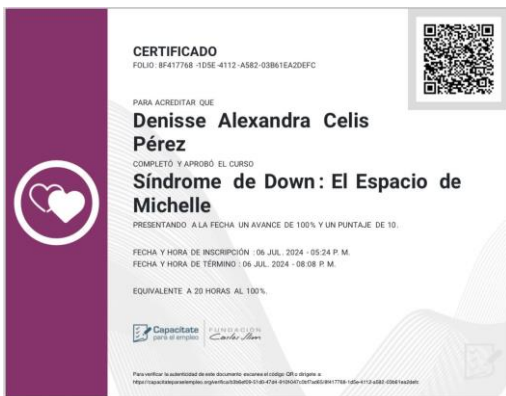 CERTIFICADO
FOLIO: 8F417768 -1D5E -4112 -A582 -03B61EA2DEFC
PARA ACREDITAR QUE
Denisse Alexandra Celis
Pérez
COMPLETÓ Y APROBÓ EL CURSO
Síndrome de Down : El Espacio de
Michelle
PRESENTANDO A LA FECHA UN AVANCE DE 100% Y UN PUNTAJE DE 10.
FECHA Y HORA DE INSCRIPCIÓN : 06 JUL. 2024 - 05:24 P. M.
FECHA Y HORA DE TÉRMINO : 06 JUL. 2024 - 08:08 P. M.
EQUIVALENTE A 20 HORAS AL 100%.
Capacítate
para el empleo
FUNDACIÓN
Carlos Slim
Para verificar la autenticidad de este documento escanea el código QR o dirígete a: